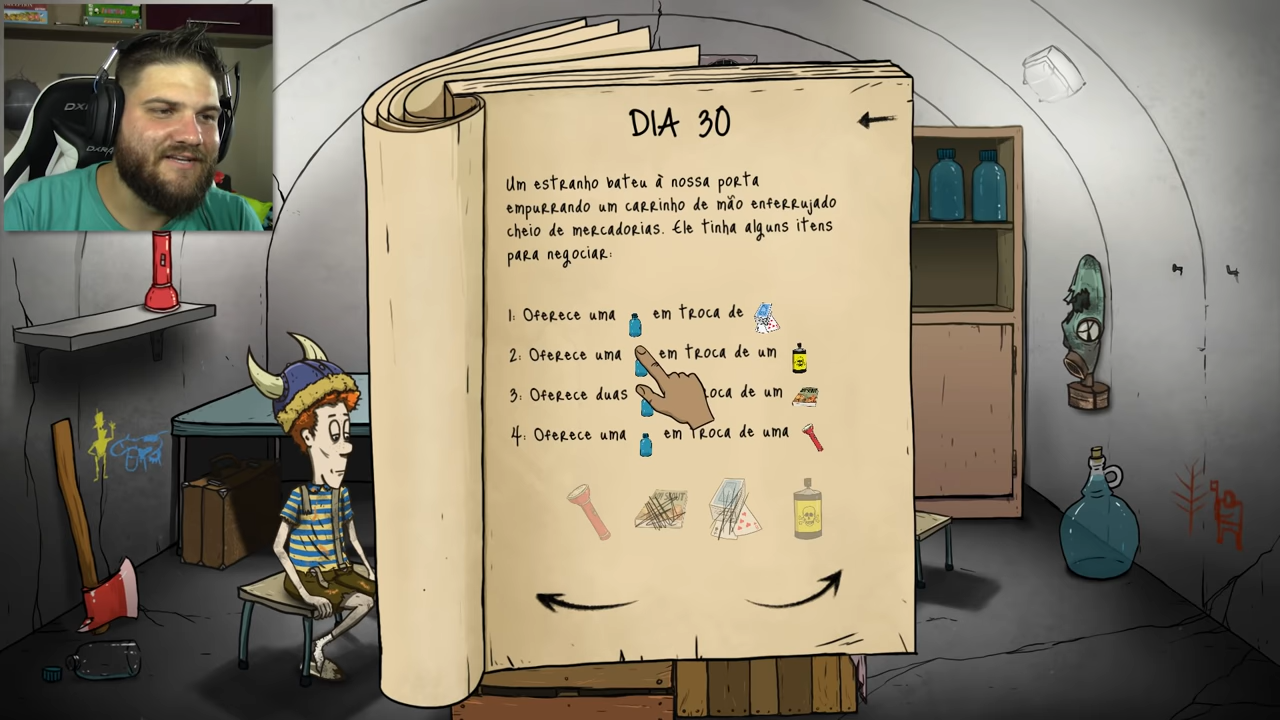 DIA 30
Um estranho bateu à nossa porta
empurrando um carrinho de mão enferrujado
cheio de mercadorias. Ele tinha alguns itens
para negociar:
1: Oferece uma em troca de
2: Oferece uma em troca de um
3: Oferece duas troca de um
4: Oferece uma em troca de uma